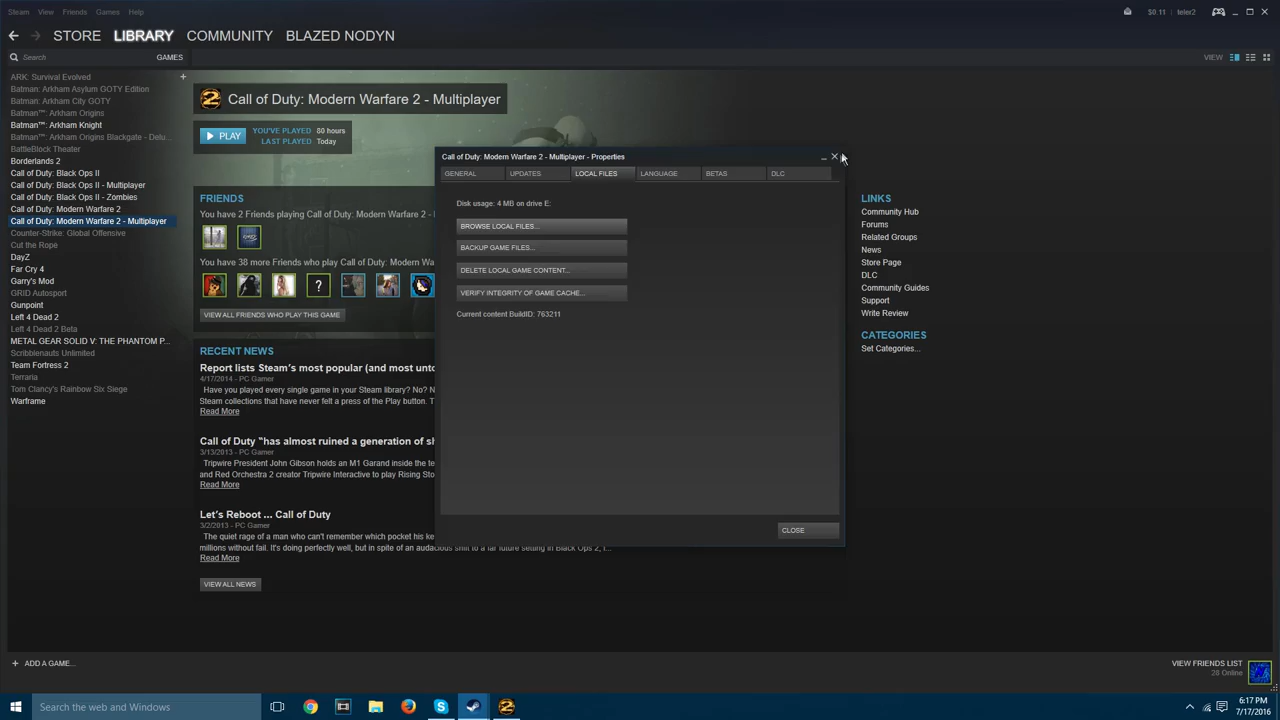 Steam View Friends Games Help
$0.11 teler2
STORE LIBRARY COMMUNITY BLAZED NODYN
Search GAMES
VIEW
ARK: Survival Evolved
Batman: Arkham Asylum GOTY Edition
Batman: Arkham City GOTY
Batman™: Arkham Origins
Batman™: Arkham Knight
Batman™: Arkham Origins Blackgate - Delu...
BattleBlock Theater
Borderlands 2
Call of Duty: Black Ops II
Call of Duty: Black Ops II - Multiplayer
Call of Duty: Black Ops II - Zombies
Call of Duty: Modern Warfare 2
Call of Duty: Modern Warfare 2 - Multiplayer
Counter-Strike: Global Offensive
Cut the Rope
DayZ
Far Cry 4
Garry's Mod
GRID Autosport
Gunpoint
Left 4 Dead 2
Left 4 Dead 2 Beta
METAL GEAR SOLID V: THE PHANTOM P...
Scribblenauts Unlimited
Team Fortress 2
Terraria
Tom Clancy's Rainbow Six Siege
Warframe
+ ADD A GAME...
Call of Duty: Modern Warfare 2 - Multiplayer
PLAY
YOU'VE PLAYED 80 hours
LAST PLAYED Today
FRIENDS
You have 2 Friends playing Call of Duty: Modern Warfare 2 -
You have 38 more Friends who play Call of Duty: Modern Wa
?
VIEW ALL FRIENDS WHO PLAY THIS GAME
RECENT NEWS
Report lists Steam's most popular (and most unto
4/17/2014 - PC Gamer
Have you played every single game in your Steam library? No? N
Steam collections that have never felt a press of the Play button. T
Read More
Call of Duty "has almost ruined a generation of sh
3/13/2013 - PC Gamer
Tripwire President John Gibson holds an M1 Garand inside the te
and Red Orchestra 2 creator Tripwire Interactive to play Rising Sto
Read More
Let's Reboot ... Call of Duty
3/2/2013 - PC Gamer
The quiet rage of a man who can't remember which pocket his ke
millions without fail. It's doing perfectly well, but in spite of an audacious shift to a far future setting in Black Ops 2, I...
Read More
VIEW ALL NEWS
Call of Duty: Modern Warfare 2 - Multiplayer - Properties
GENERAL UPDATES LOCAL FILES LANGUAGE BETAS DLC
Disk usage: 4 MB on drive E:
BROWSE LOCAL FILES...
BACKUP GAME FILES...
DELETE LOCAL GAME CONTENT...
VERIFY INTEGRITY OF GAME CACHE...
Current content BuildID: 763211
CLOSE
LINKS
Community Hub
Forums
Related Groups
News
Store Page
DLC
Community Guides
Support
Write Review
CATEGORIES
Set Categories...
VIEW FRIENDS LIST
28 Online
Search the web and Windows
6:17 PM
7/17/2016